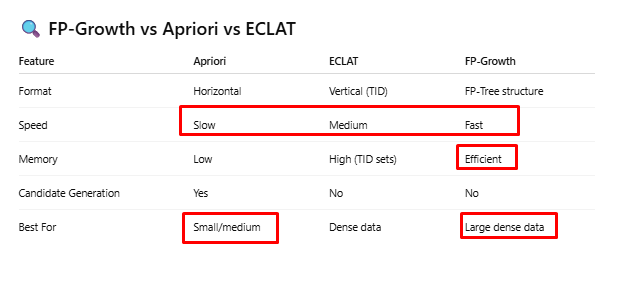 🔍 FP-Growth vs Apriori vs ECLAT
Feature Apriori ECLAT FP-Growth
Format Horizontal Vertical (TID) FP-Tree structure
Speed Slow Medium Fast
Memory Low High (TID sets) Efficient
Candidate Generation Yes No No
Best For Small/medium Dense data Large dense data